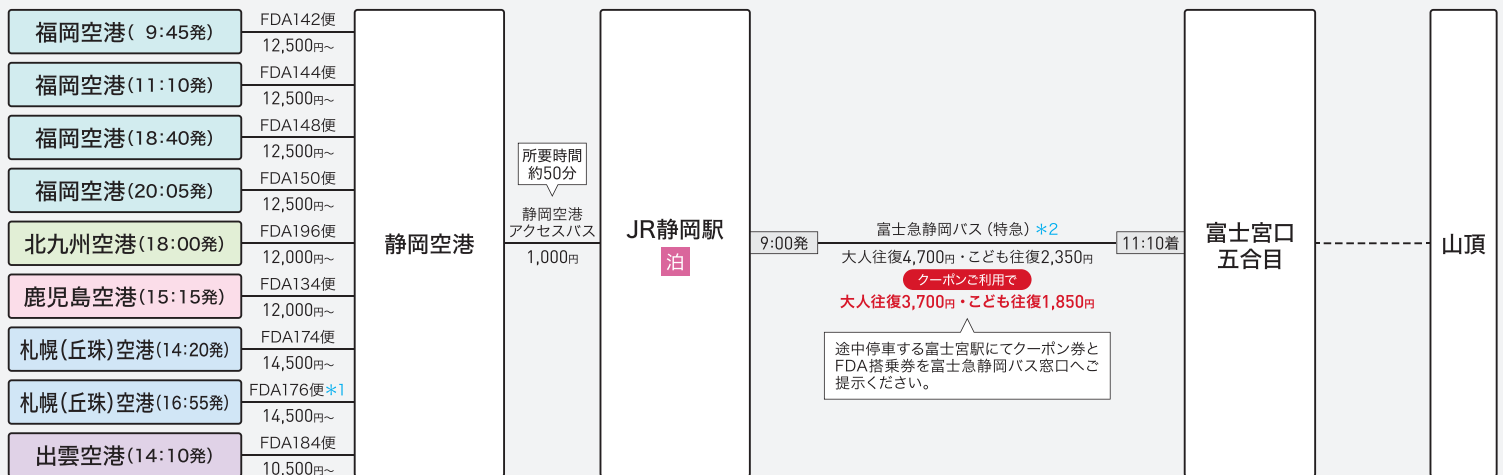 福岡空港( 9:45発)
FDA142便
12,500円～
福岡空港(11:10発)
FDA144便
12,500円～
福岡空港(18:40発)
FDA148便
12,500円～
福岡空港(20:05発)
FDA150便
12,500円～
北九州空港(18:00発)
FDA196便
12,000円～
鹿児島空港(15:15発)
FDA134便
12,000円～
札幌(丘珠)空港(14:20発)
FDA174便
14,500円～
札幌(丘珠)空港(16:55発)
FDA176便＊1
14,500円～
出雲空港(14:10発)
FDA184便
10,500円～
静岡空港
所要時間
約50分
静岡空港
アクセスバス
1,000円
JR静岡駅
泊
9:00発
富士急静岡バス（特急）＊2
大人往復4,700円・こども往復2,350円
クーポンご利用で
大人往復3,700円・こども往復1,850円
途中停車する富士宮駅にてクーポン券と
FDA搭乗券を富士急静岡バス窓口へご
提示ください。
11:10着
富士宮口
五合目
山頂